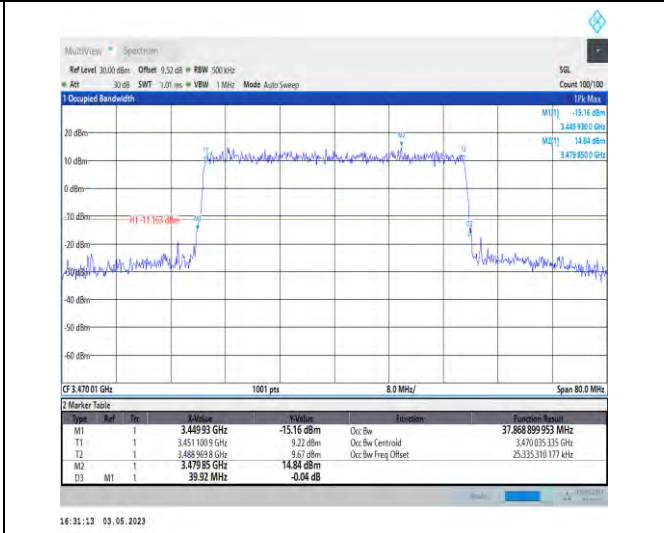 MultiView Spectrum
Ref Level 30.00 dBm Offset 9.52 dB RBW 500 kHz SGL
Att 30 dB SWT 1.01 ms VBW 1 MHz Mode Auto Sweep Count 100/100
1 Occupied Bandwidth 1Pk Max
M1[1] -15.16 dBm
3.449 930 0 GHz
M2[1] 14.84 dBm
3.479 850 0 GHz
20 dBm
M2
T1
10 dBm
0 dBm
-10 dBm
H1 -11.163 dBm
-20 dBm
-30 dBm
-40 dBm
-50 dBm
-60 dBm
CF 3.470 01 GHz 1001 pts 8.0 MHz/ Span 80.0 MHz
2 Marker Table
Type Ref Trc X-Value Y-Value Function Function Result
M1 1 3.449 93 GHz -15.16 dBm Occ Bw 37.868 899 953 MHz
T1 1 3.451 100 9 GHz 9.22 dBm Occ Bw Centroid 3.470 035 335 GHz
T2 1 3.488 969 8 GHz 9.67 dBm Occ Bw Freq Offset 25.335 310 177 kHz
M2 1 3.479 85 GHz 14.84 dBm
D3 M1 1 39.92 MHz -0.04 dB
16:31:13 03.05.2023